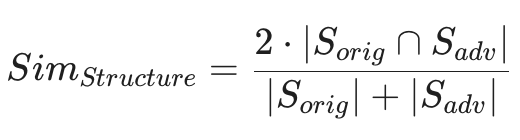 Sim_{Structure} = \frac{2 \cdot |S_{orig} \cap S_{adv}|}{|S_{orig}| + |S_{adv}|}